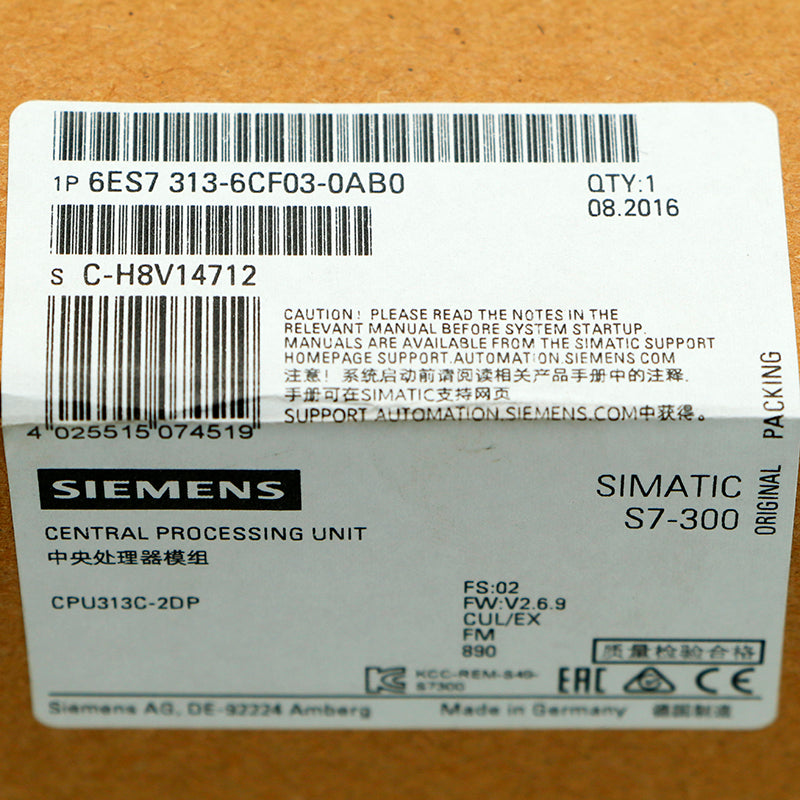 1P 6ES7 313-6CF03-0AB0
QTY:1
08.2016
S C-H8V14712
4 025515 074519
CAUTION! PLEASE READ THE NOTES IN THE
RELEVANT MANUAL BEFORE SYSTEM STARTUP.
MANUALS ARE AVAILABLE FROM THE SIMATIC SUPPORT
HOMEPAGE SUPPORT.AUTOMATION.SIEMENS.COM
注意! 系统启动前请阅读相关产品手册中的注释.
手册可在SIMATIC支持网页
SUPPORT.AUTOMATION.SIEMENS.COM中获得。
ORIGINAL PACKING
SIEMENS
SIMATIC
S7-300
CENTRAL PROCESSING UNIT
中央处理器模组
CPU313C-2DP
FS:02
FW:V2.6.9
CUL/EX
FM
890
质量检验合格
KCC-REM-S49-
S7300
EAC
CE
Siemens AG, DE-92224 Amberg
Made in Germany 德国制造